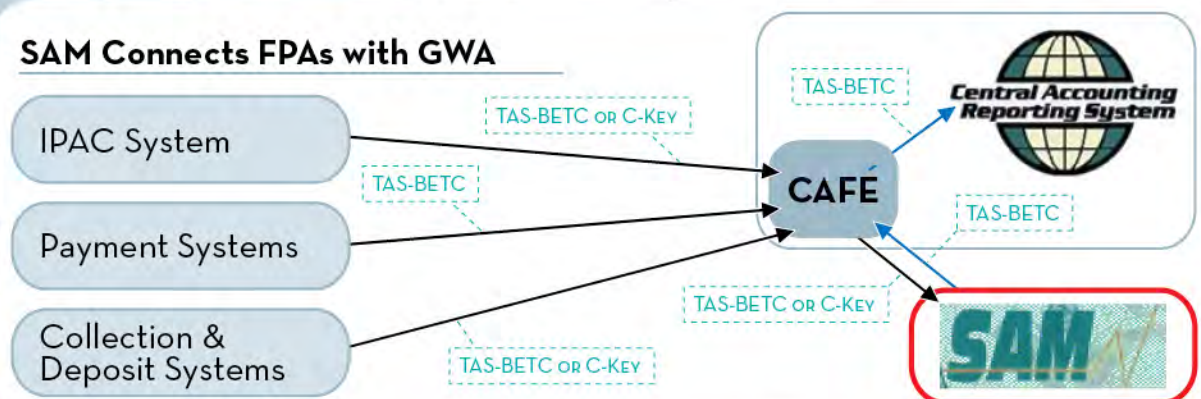 SAM Connects FPAs with GWA
IPAC System
Payment Systems
Collection &
Deposit Systems
TAS-BETC OR C-KEY
TAS-BETC
TAS-BETC OR C-KEY
CAFÉ
TAS-BETC
Central Accounting
Reporting System
TAS-BETC
TAS-BETC OR C-KEY
SAM